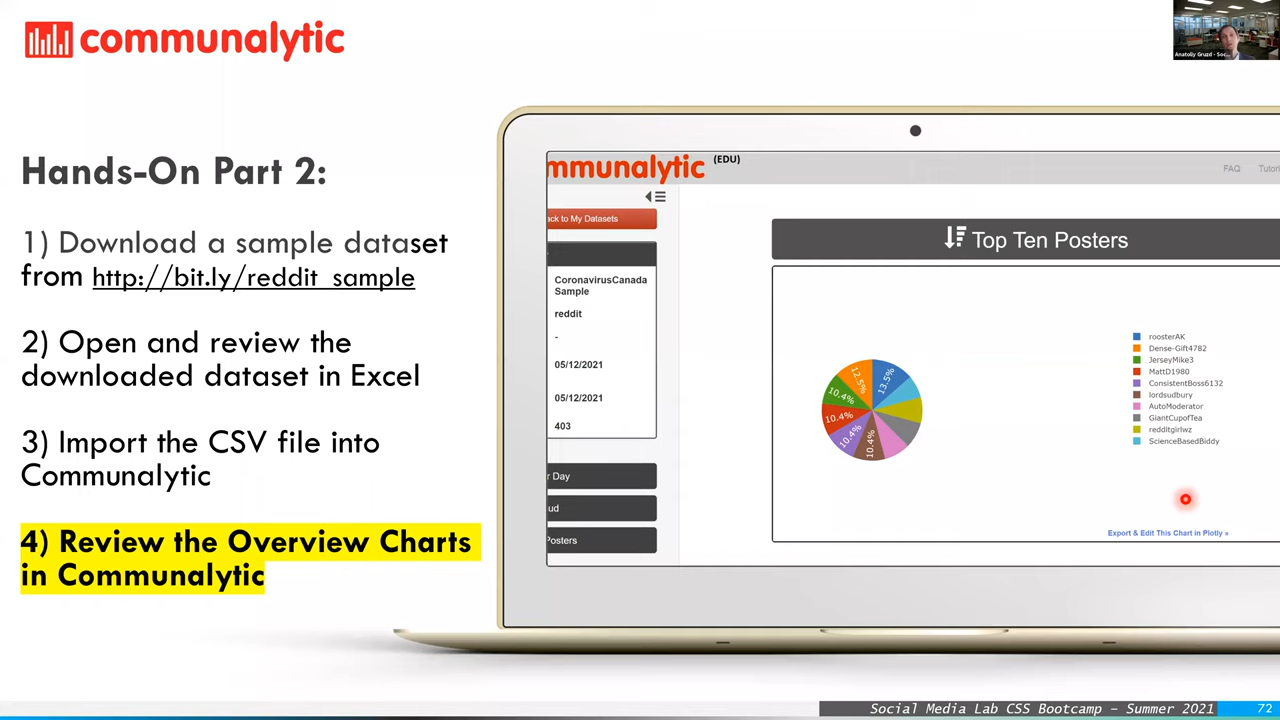 communalytic
Anatoliy Gruzd - Soc...
Hands-On Part 2:
1) Download a sample dataset
from http://bit.ly/reddit_sample
2) Open and review the
downloaded dataset in Excel
3) Import the CSV file into
Communalytic
4) Review the Overview Charts
in Communalytic
mmunalytic (EDU)
FAQ Tutori
ack to My Datasets
CoronavirusCanada
Sample
reddit
-
05/12/2021
05/12/2021
403
r Day
ud
Posters
Top Ten Posters
13.5%
12.5%
10.4%
10.4%
10.4%
10.4%
roosterAK
Dense-Gift4782
JerseyMike3
MattD1980
ConsistentBoss6132
lordsudbury
AutoModerator
GiantCupofTea
redditgirlwz
ScienceBasedBiddy
Export & Edit This Chart in Plotly »
Social Media Lab CSS Bootcamp – Summer 2021 72